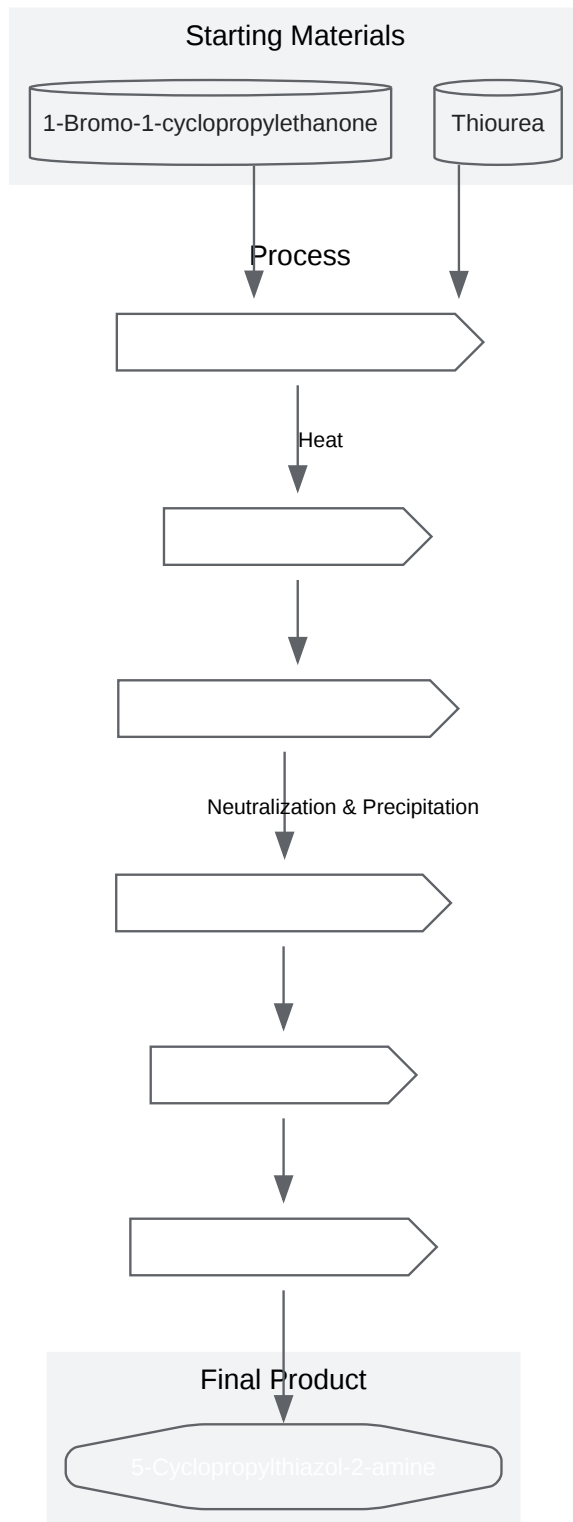 Starting Materials
1-Bromo-1-cyclopropylethanone
Thiourea
Process
Heat
Neutralization & Precipitation
Final Product
5-Cyclopropylthiazol-2-amine